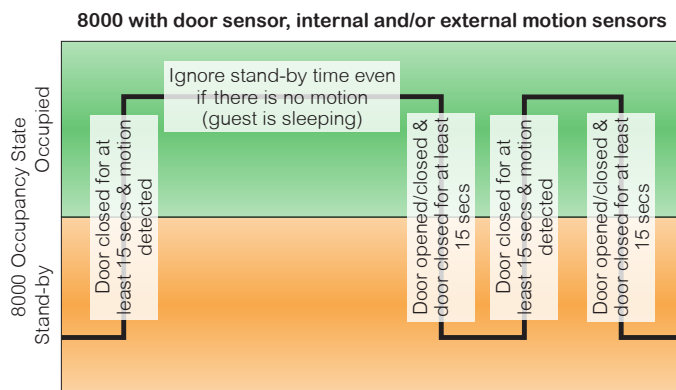 8000 with door sensor, internal and/or external motion sensors
8000 Occupancy State
Occupied
Stand-by
Ignore stand-by time even
if there is no motion
(guest is sleeping)
Door closed for at
least 15 secs & motion
detected
Door opened/closed &
door closed for at least
15 secs
Door closed for at
least 15 secs & motion
detected
Door opened/closed &
door closed for at least
15 secs